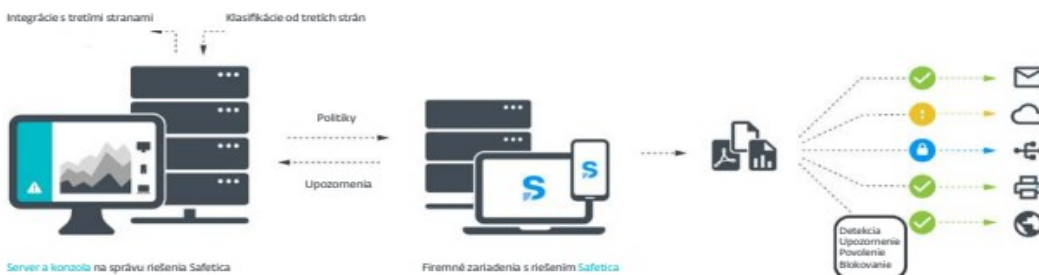 Integrácie s tretími stranami
Klasifikácie od tretích strán
Politiky
Upozornenia
Detekcia
Upozornenie
Povolenie
Blokovanie
Server a konzola na správu riešenia Safetica
Firemné zariadenia s riešením Safetica